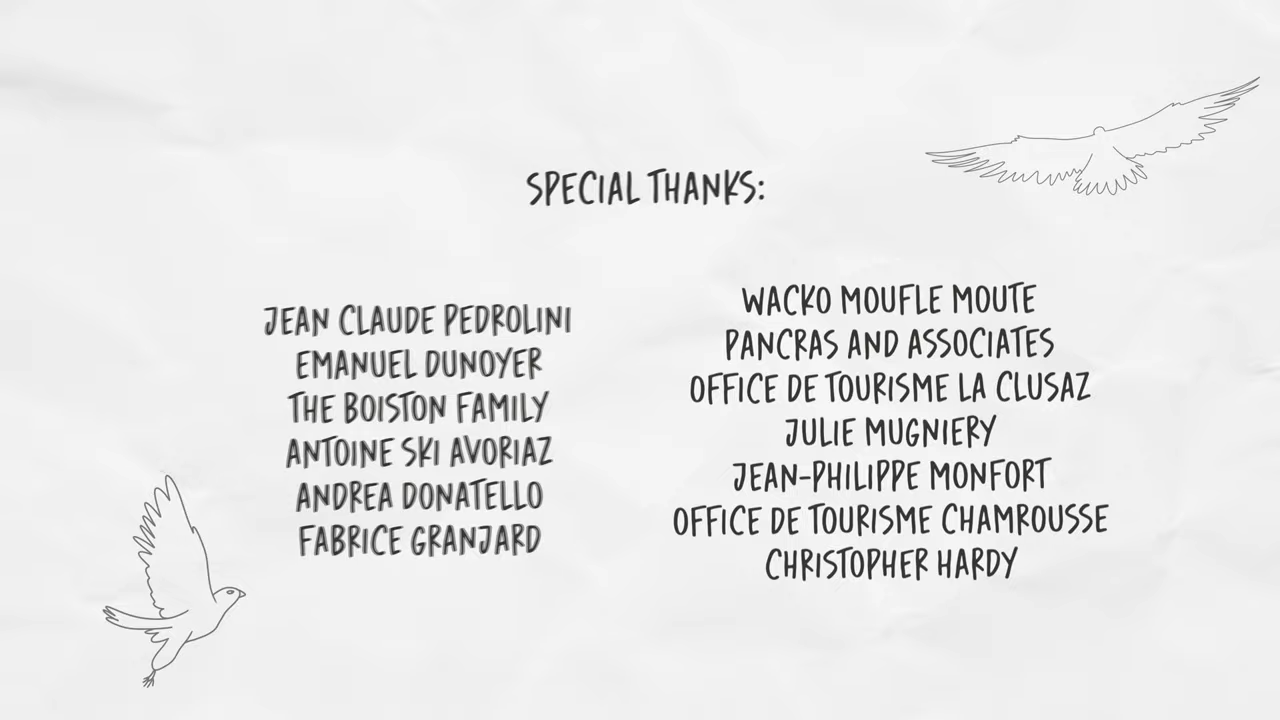 SPECIAL THANKS:
JEAN CLAUDE PEDROLINI
EMANUEL DUNOYER
THE BOISTON FAMILY
ANTOINE SKI AVORIAZ
ANDREA DONATELLO
FABRICE GRANJARD
WACKO MOUFLE MOUTE
PANCRAS AND ASSOCIATES
OFFICE DE TOURISME LA CLUSAZ
JULIE MUGNIERY
JEAN-PHILIPPE MONFORT
OFFICE DE TOURISME CHAMROUSSE
CHRISTOPHER HARDY